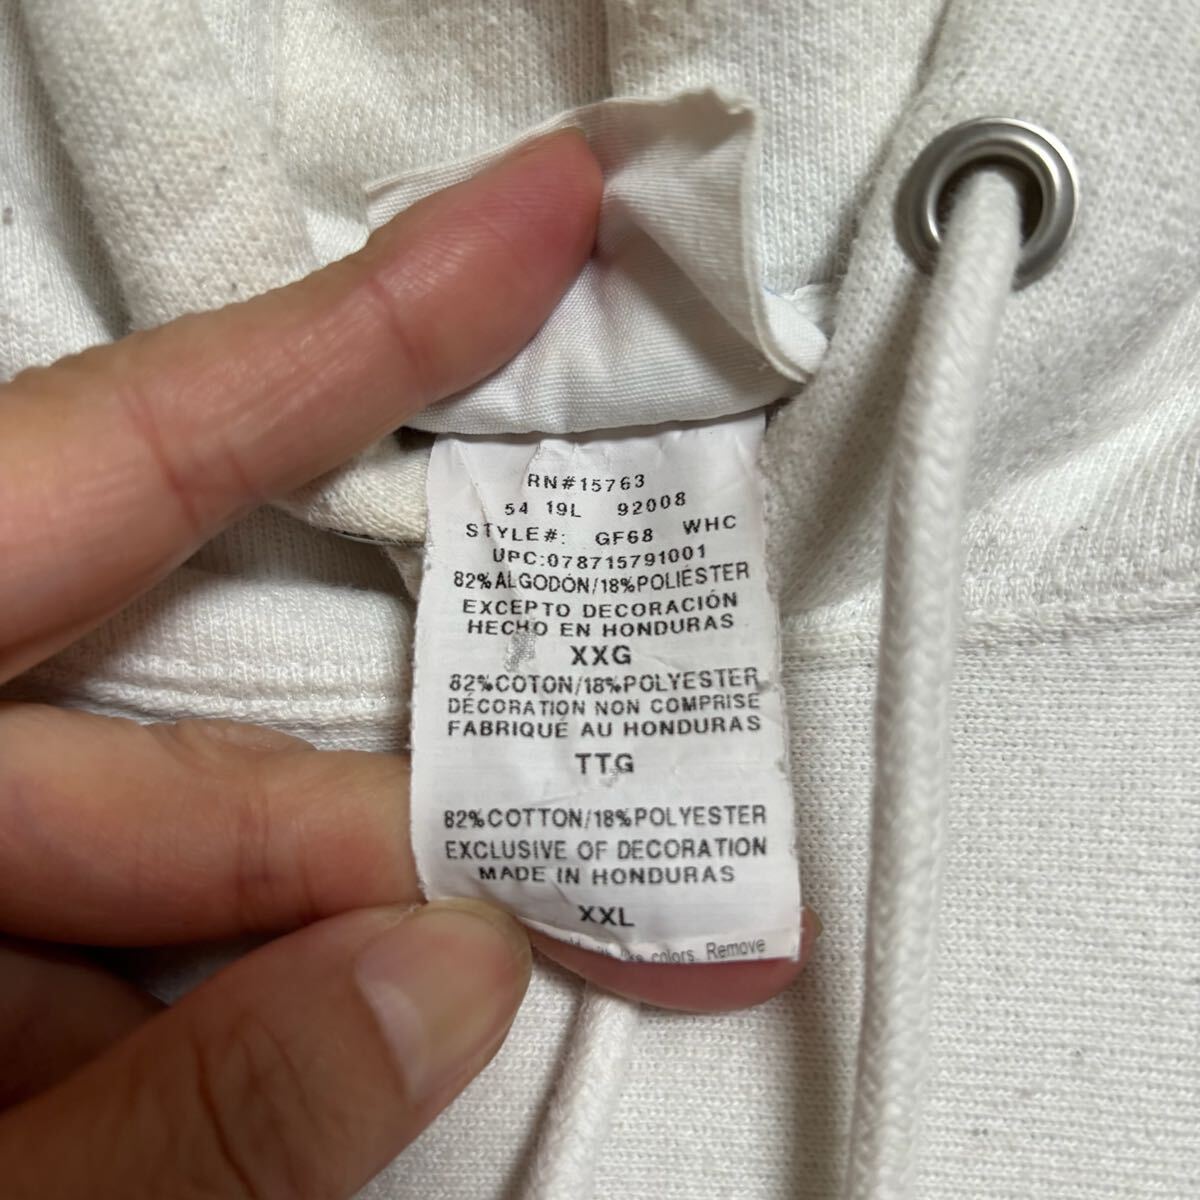 RN#15763
54 19L 92008
STYLE#: GF68 WHC
UPC:078715791001
82%ALGODÓN/18%POLIÉSTER
EXCEPTO DECORACIÓN
HECHO EN HONDURAS
XXG
82%COTON/18%POLYESTER
DÉCORATION NON COMPRISE
FABRIQUÉ AU HONDURAS
TTG
82%COTTON/18%POLYESTER
EXCLUSIVE OF DECORATION
MADE IN HONDURAS
XXL
colors. Remove